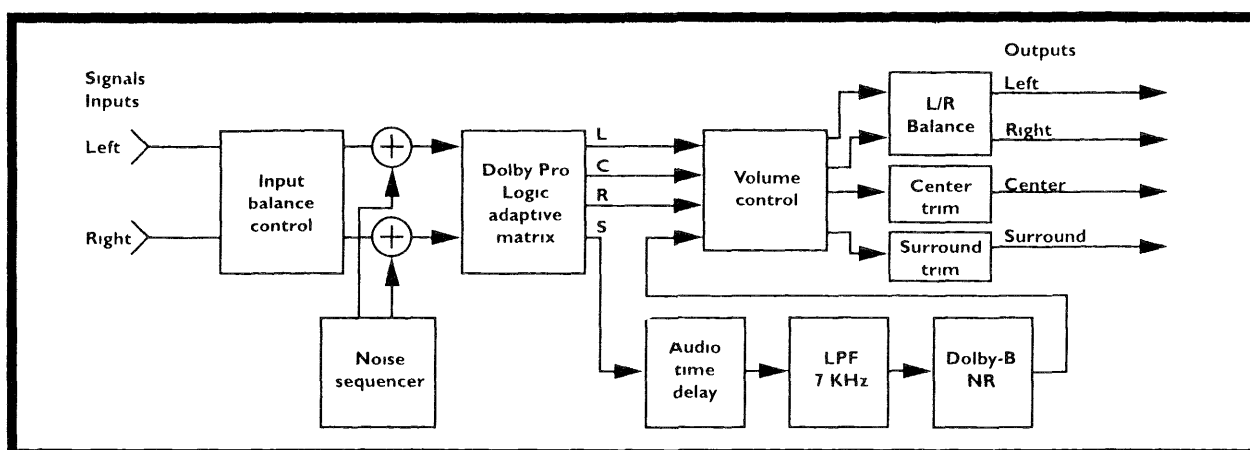 Signals
Inputs
Left
Right
Input
balance
control
+
+
Noise
sequencer
Dolby Pro
Logic
adaptive
matrix
L
C
R
S
Volume
control
Audio
time
delay
LPF
7 KHz
Dolby-B
NR
L/R
Balance
Center
trim
Surround
trim
Outputs
Left
Right
Center
Surround